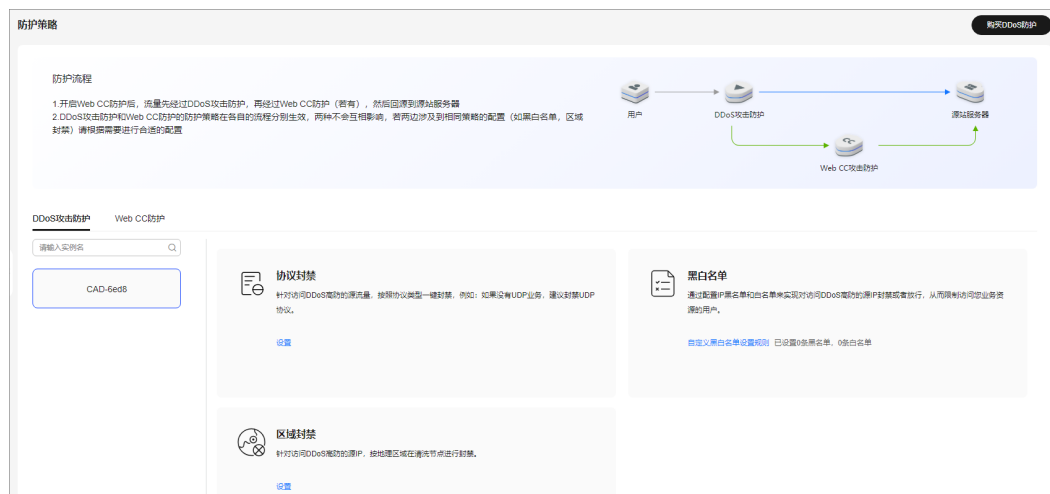 防护策略
购买DDoS防护
防护流程
1.开启Web CC防护后，流量先经过DDoS攻击防护，再经过Web CC防护（若有），然后回源到源站服务器
2.DDoS攻击防护和Web CC防护的防护策略在各自的流程分别生效，两种不会互相影响，若两边涉及到相同策略的配置（如黑白名单，区域
封禁）请根据需要进行合适的配置
用户
DDoS攻击防护
源站服务器
CC
Web CC攻击防护
DDoS攻击防护
Web CC防护
请输入实例名
CAD-6ed8
协议封禁
针对访问DDoS高防的源流量，按照协议类型一键封禁，例如：如果没有UDP业务，建议封禁UDP
协议。
设置
黑白名单
通过配置IP黑名单和白名单来实现对访问DDoS高防的源IP封禁或者放行，从而限制访问您业务资
源的用户。
自定义黑白名单设置规则 已设置0条黑名单，0条白名单
区域封禁
针对访问DDoS高防的源IP，按地理区域在清洗节点进行封禁。
设置